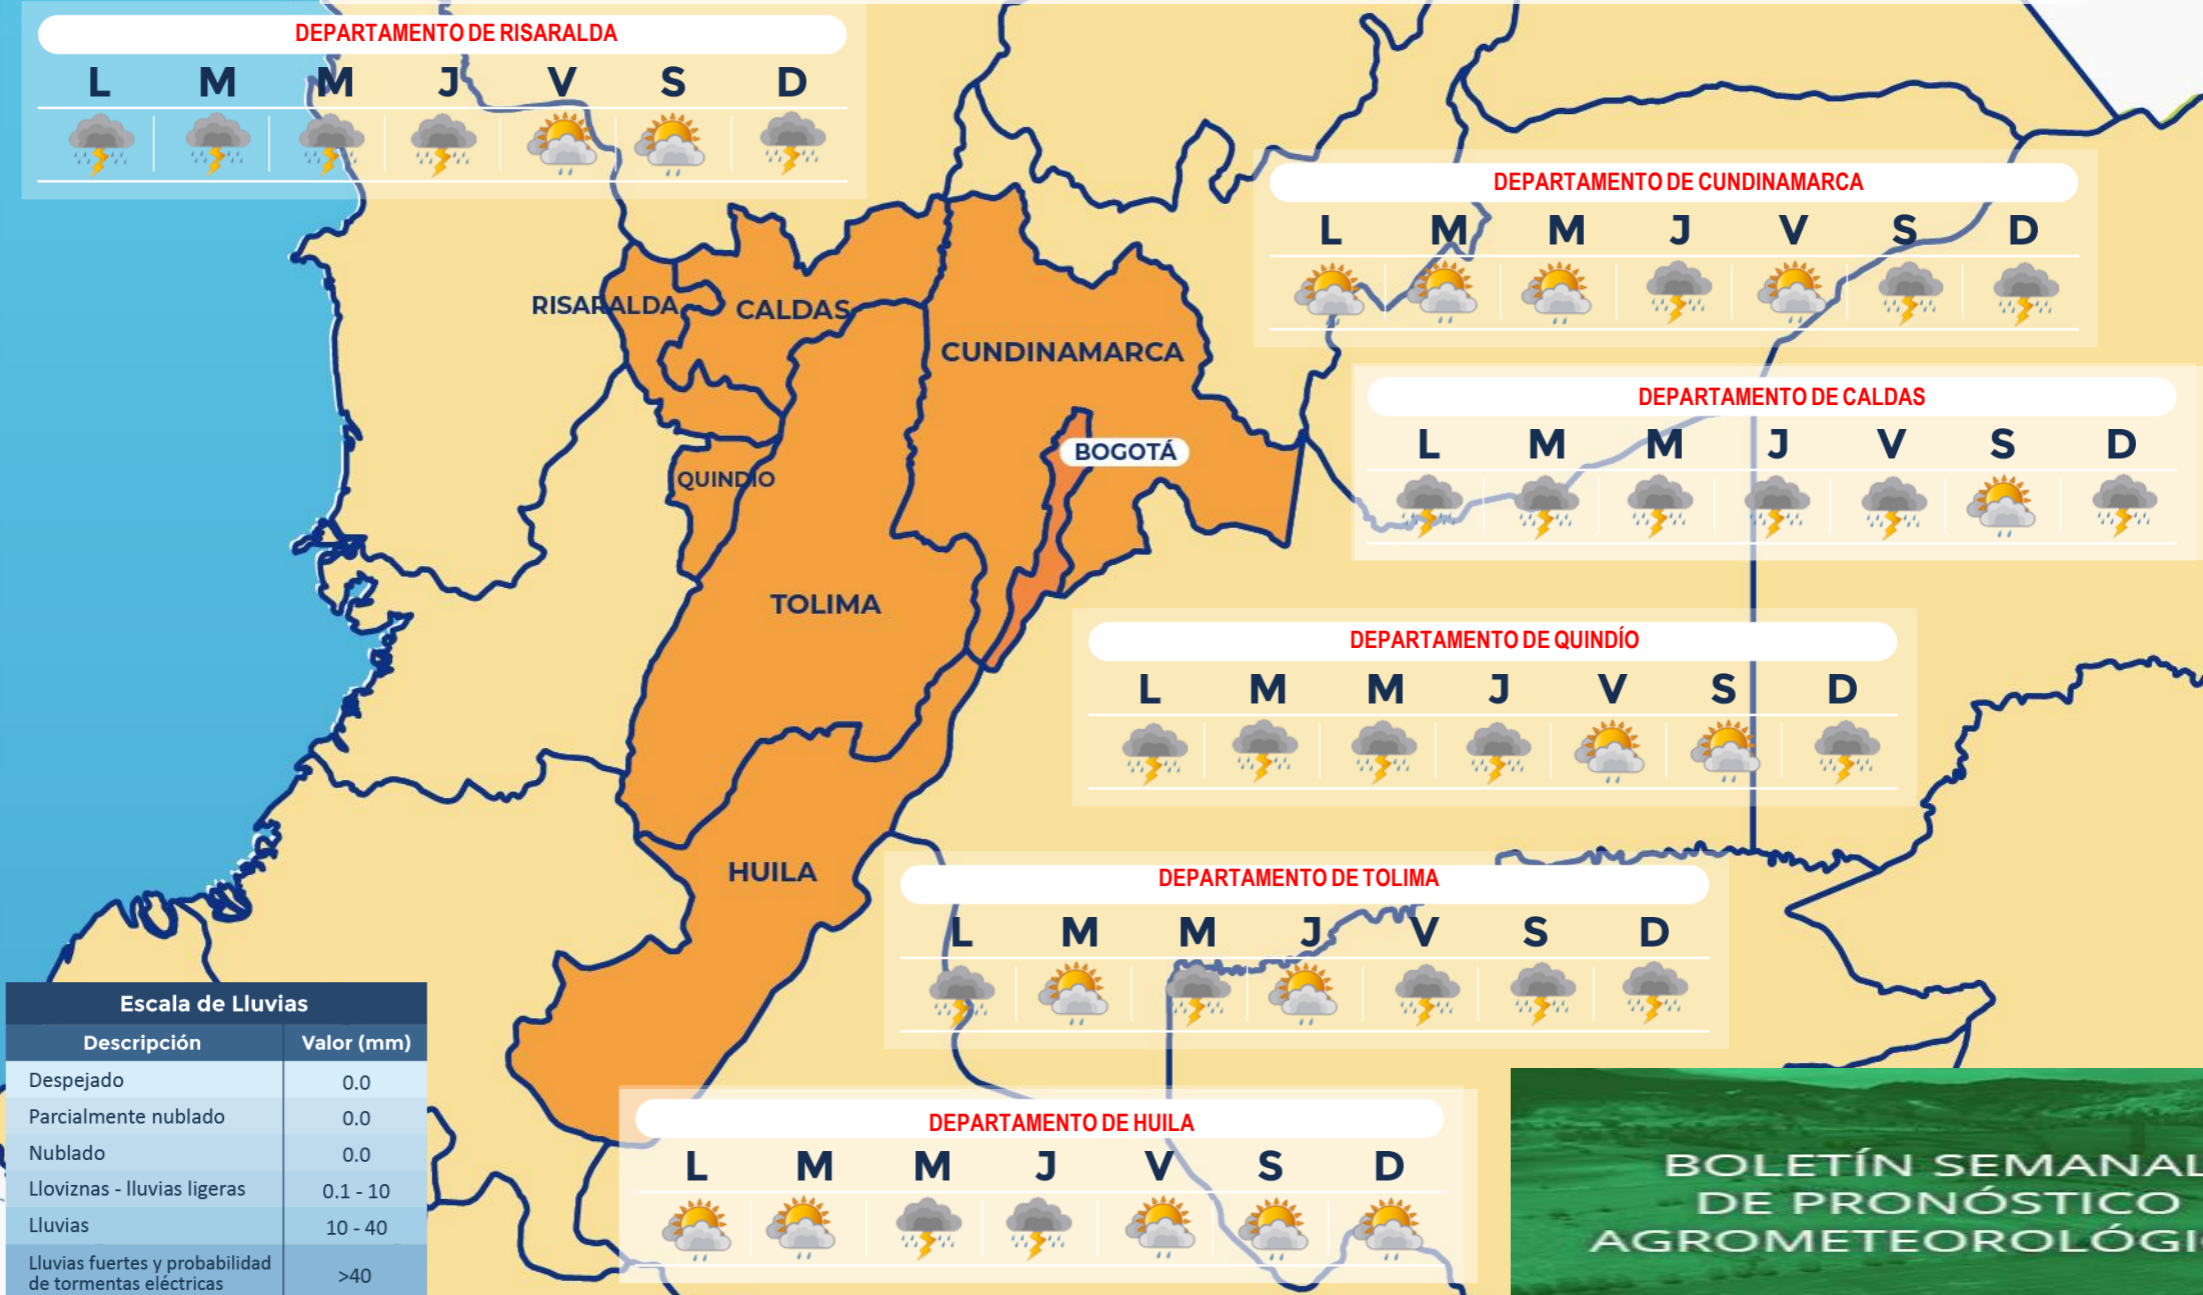 DEPARTAMENTO DE RISARALDA
L M M J V S D
DEPARTAMENTO DE CUNDINAMARCA
L M M J V S D
RISARALDA
CALDAS
CUNDINAMARCA
DEPARTAMENTO DE CALDAS
L M M J V S D
BOGOTÁ
QUINDIO
TOLIMA
DEPARTAMENTO DE QUINDÍO
L M M J V S D
HUILA
DEPARTAMENTO DE TOLIMA
L M M J V S D
Escala de Lluvias
Descripción Valor (mm)
Despejado 0.0
Parcialmente nublado 0.0
Nublado 0.0
Lloviznas - lluvias ligeras 0.1 - 10
Lluvias 10 - 40
Lluvias fuertes y probabilidad
de tormentas eléctricas >40
DEPARTAMENTO DE HUILA
L M M J V S D
BOLETÍN SEMANAL
DE PRONÓSTICO
AGROMETEOROLÓGI